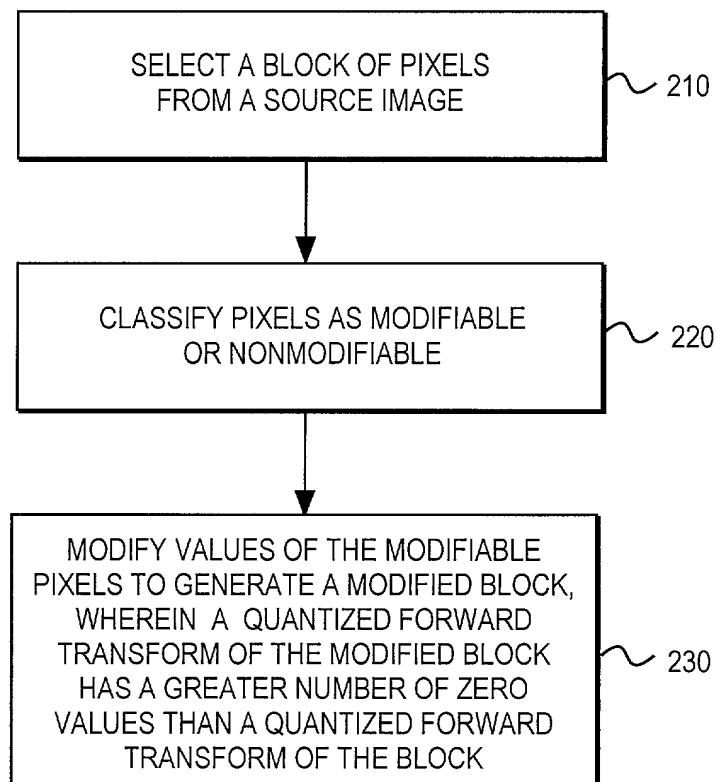 SELECT A BLOCK OF PIXELS
FROM A SOURCE IMAGE
210
CLASSIFY PIXELS AS MODIFIABLE
OR NONMODIFIABLE
220
MODIFY VALUES OF THE MODIFIABLE
PIXELS TO GENERATE A MODIFIED BLOCK,
WHEREIN A QUANTIZED FORWARD
TRANSFORM OF THE MODIFIED BLOCK
HAS A GREATER NUMBER OF ZERO
VALUES THAN A QUANTIZED FORWARD
TRANSFORM OF THE BLOCK
230